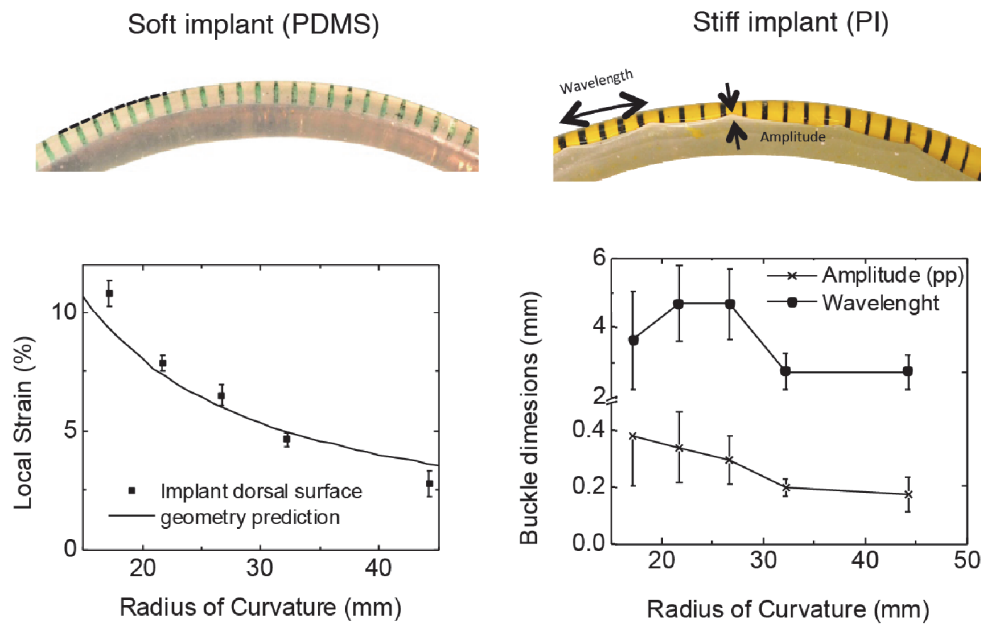 Soft implant (PDMS)
Stiff implant (PI)
Wavelength
Amplitude
10
5
0
Local Strain (%)
Implant dorsal surface
geometry prediction
20
30
40
Radius of Curvature (mm)
6
4
2
0.4
0.2
0.0
Buckle dimesions (mm)
Amplitude (pp)
Wavelenght
20
30
40
50
Radius of Curvature (mm)